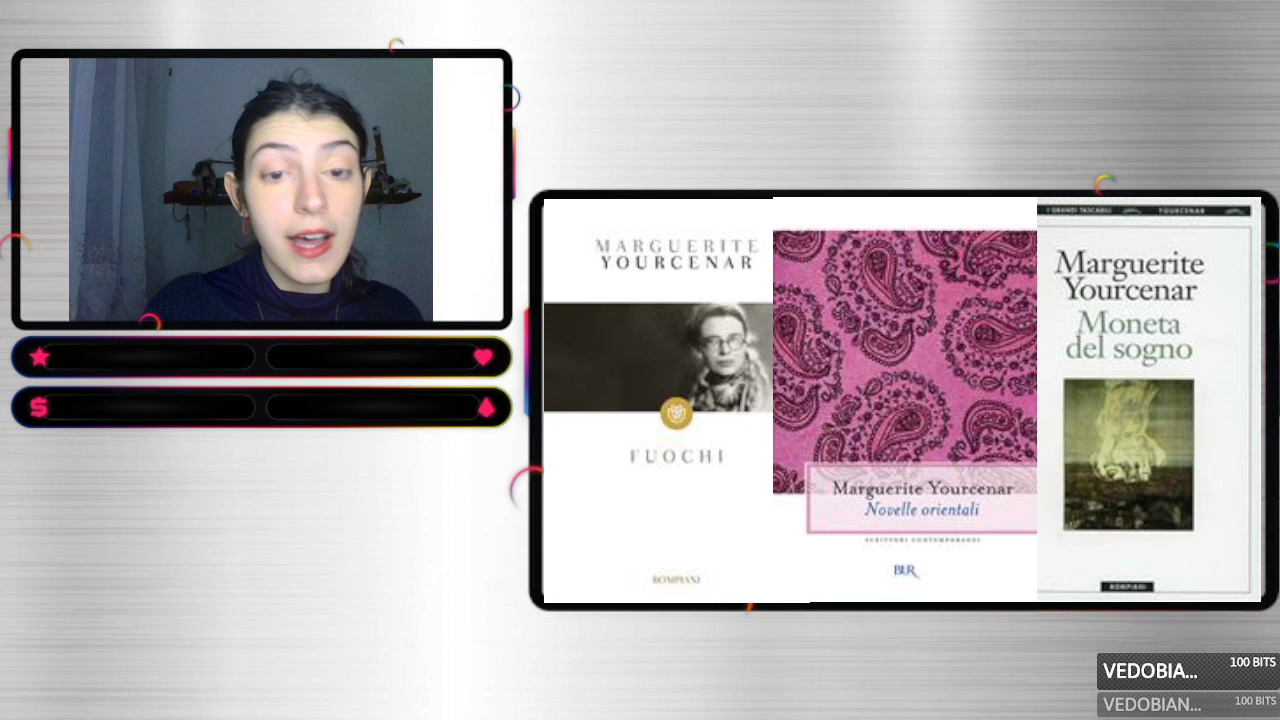 MARGUERITE
YOURCENAR
FUOCHI
BOMPIANI
Marguerite Yourcenar
Novelle orientali
SCRITTORI CONTEMPORANEI
BUR
I GRANDI TASCABILI
YOURCENAR
Marguerite
Yourcenar
Moneta
del sogno
BOMPIANI
VEDOBIA...
100 BITS
VEDOBIAN...
100 BITS